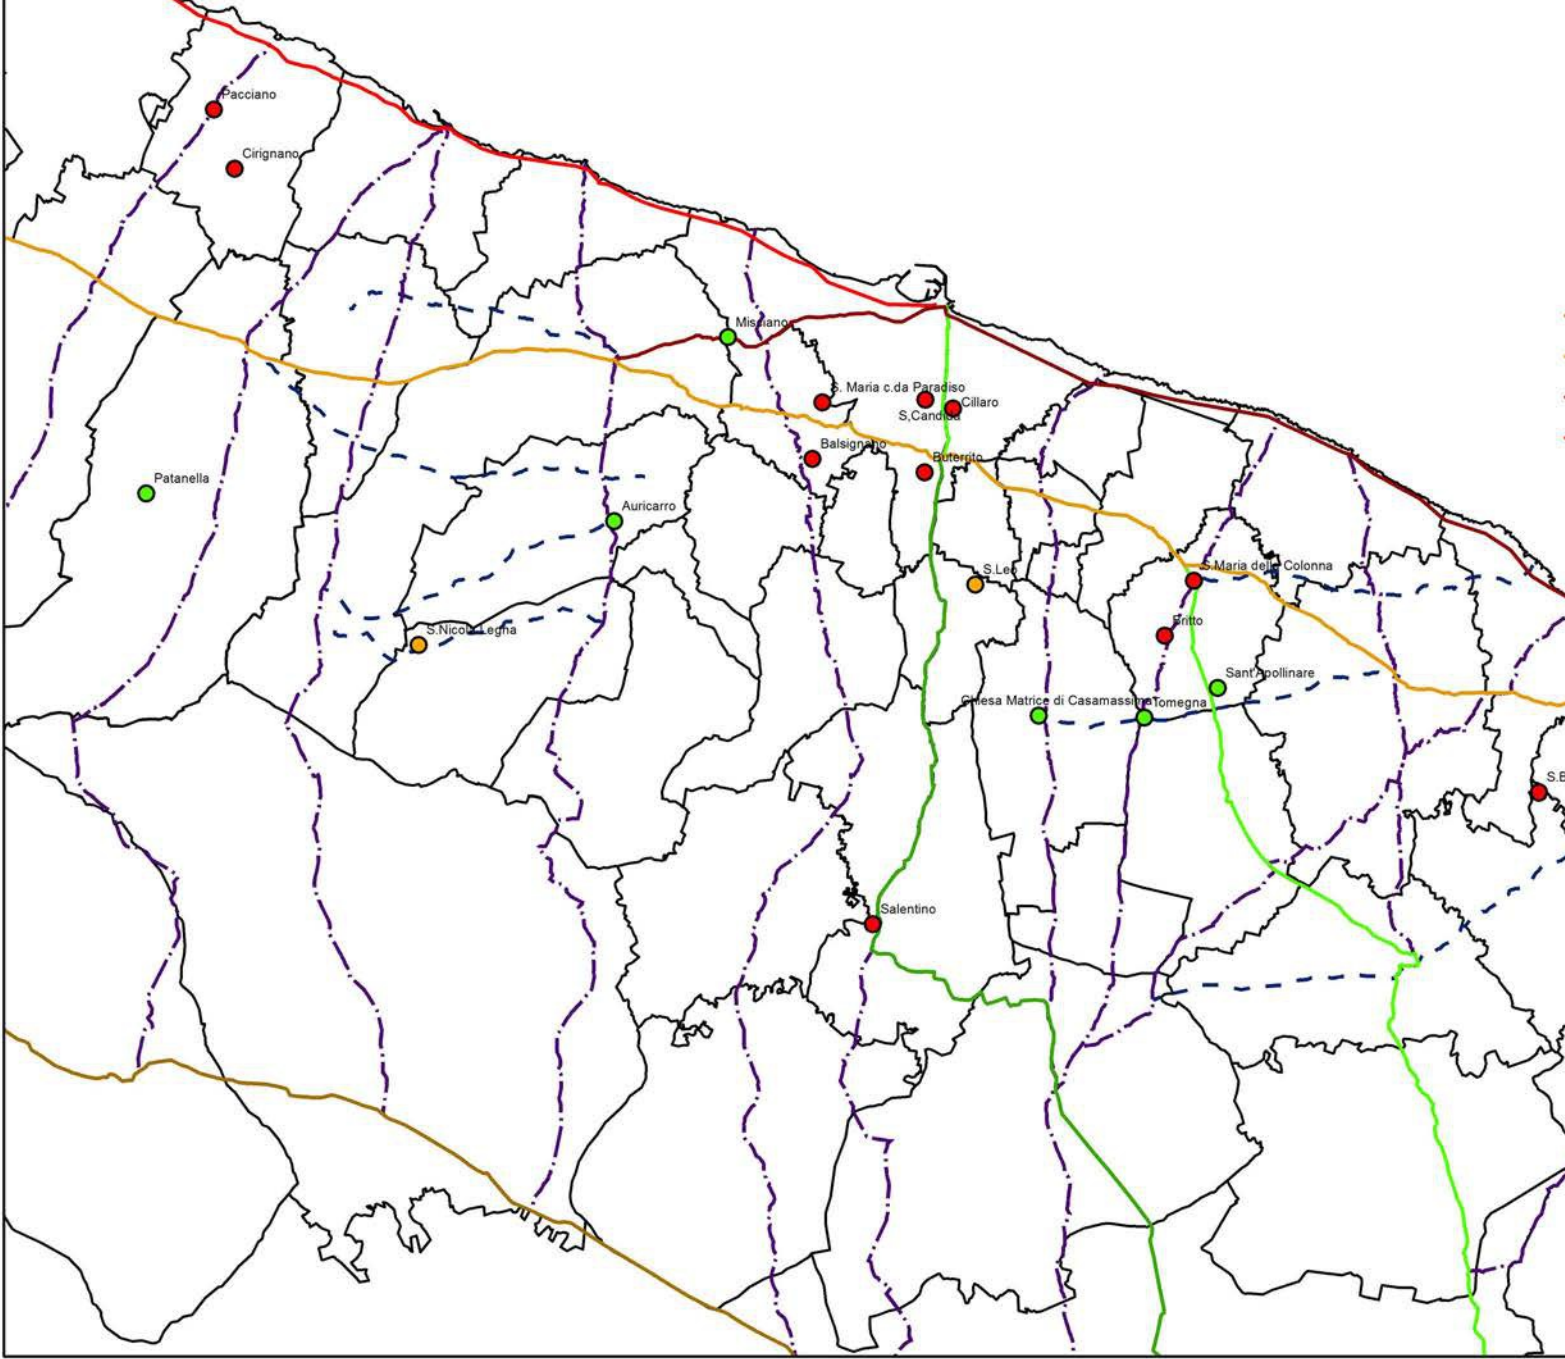 Pacciano
Cirignano
Misciano
S. Maria c.da Paradiso
Cillaro
S,Candida
Balsignano
Buterrito
Patanella
Auricarro
S.Leo
S.Maria della Colonna
S.Nicola Legna
Britto
Sant'Apollinare
Chiesa Matrice di Casamassima
Tomegna
S.B
Salentino